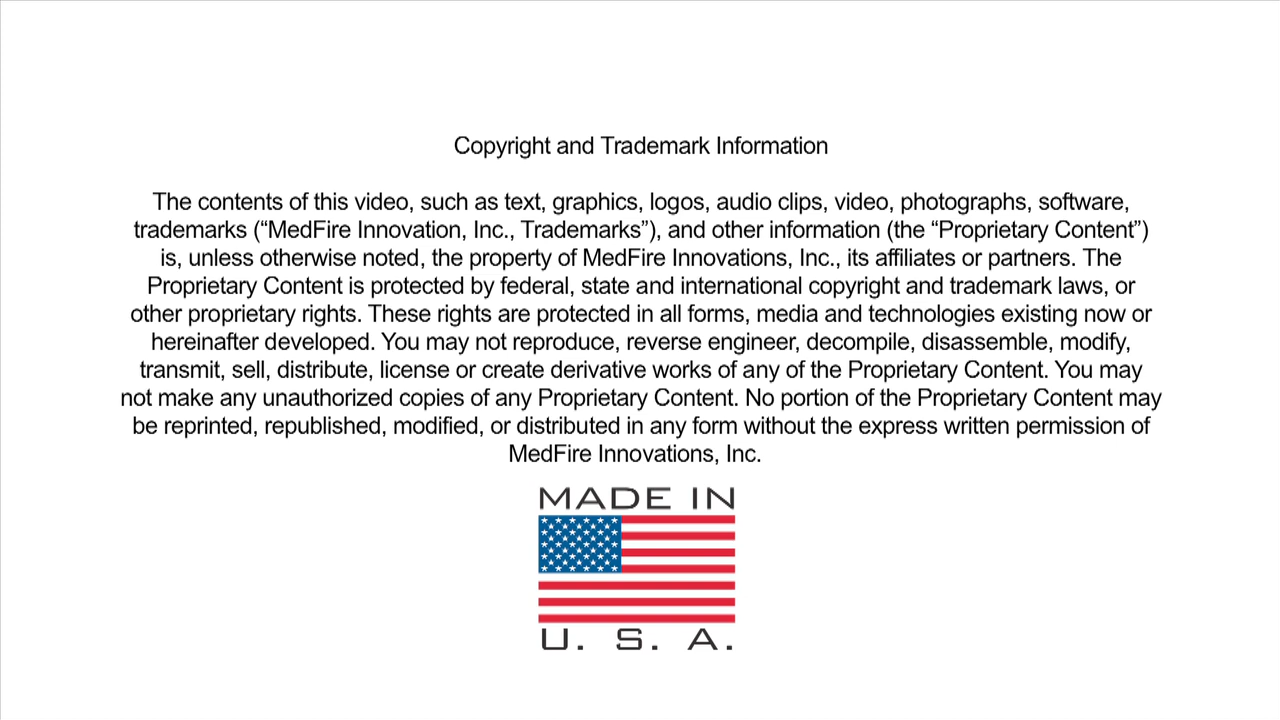 Copyright and Trademark Information
The contents of this video, such as text, graphics, logos, audio clips, video, photographs, software,
trademarks (“MedFire Innovation, Inc., Trademarks”), and other information (the “Proprietary Content”)
is, unless otherwise noted, the property of MedFire Innovations, Inc., its affiliates or partners. The
Proprietary Content is protected by federal, state and international copyright and trademark laws, or
other proprietary rights. These rights are protected in all forms, media and technologies existing now or
hereinafter developed. You may not reproduce, reverse engineer, decompile, disassemble, modify,
transmit, sell, distribute, license or create derivative works of any of the Proprietary Content. You may
not make any unauthorized copies of any Proprietary Content. No portion of the Proprietary Content may
be reprinted, republished, modified, or distributed in any form without the express written permission of
MedFire Innovations, Inc.
MADE IN
U. S. A.